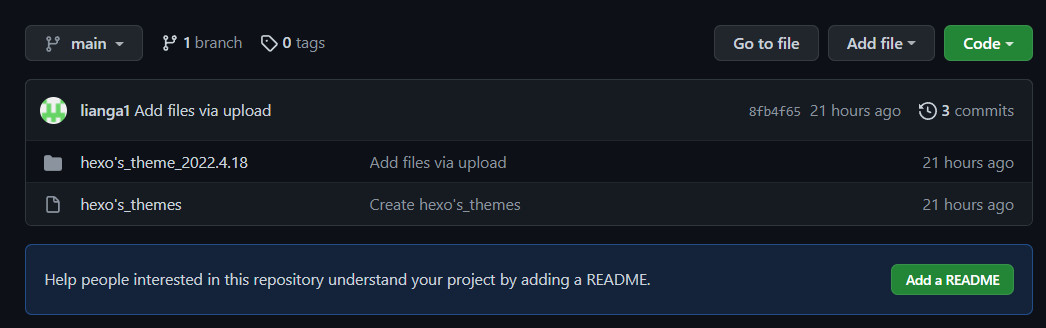 main 1 branch 0 tags Go to file Add file Code
lianga1 Add files via upload 8fb4f65 21 hours ago 3 commits
hexo's_theme_2022.4.18 Add files via upload 21 hours ago
hexo's_themes Create hexo's_themes 21 hours ago
Help people interested in this repository understand your project by adding a README. Add a README